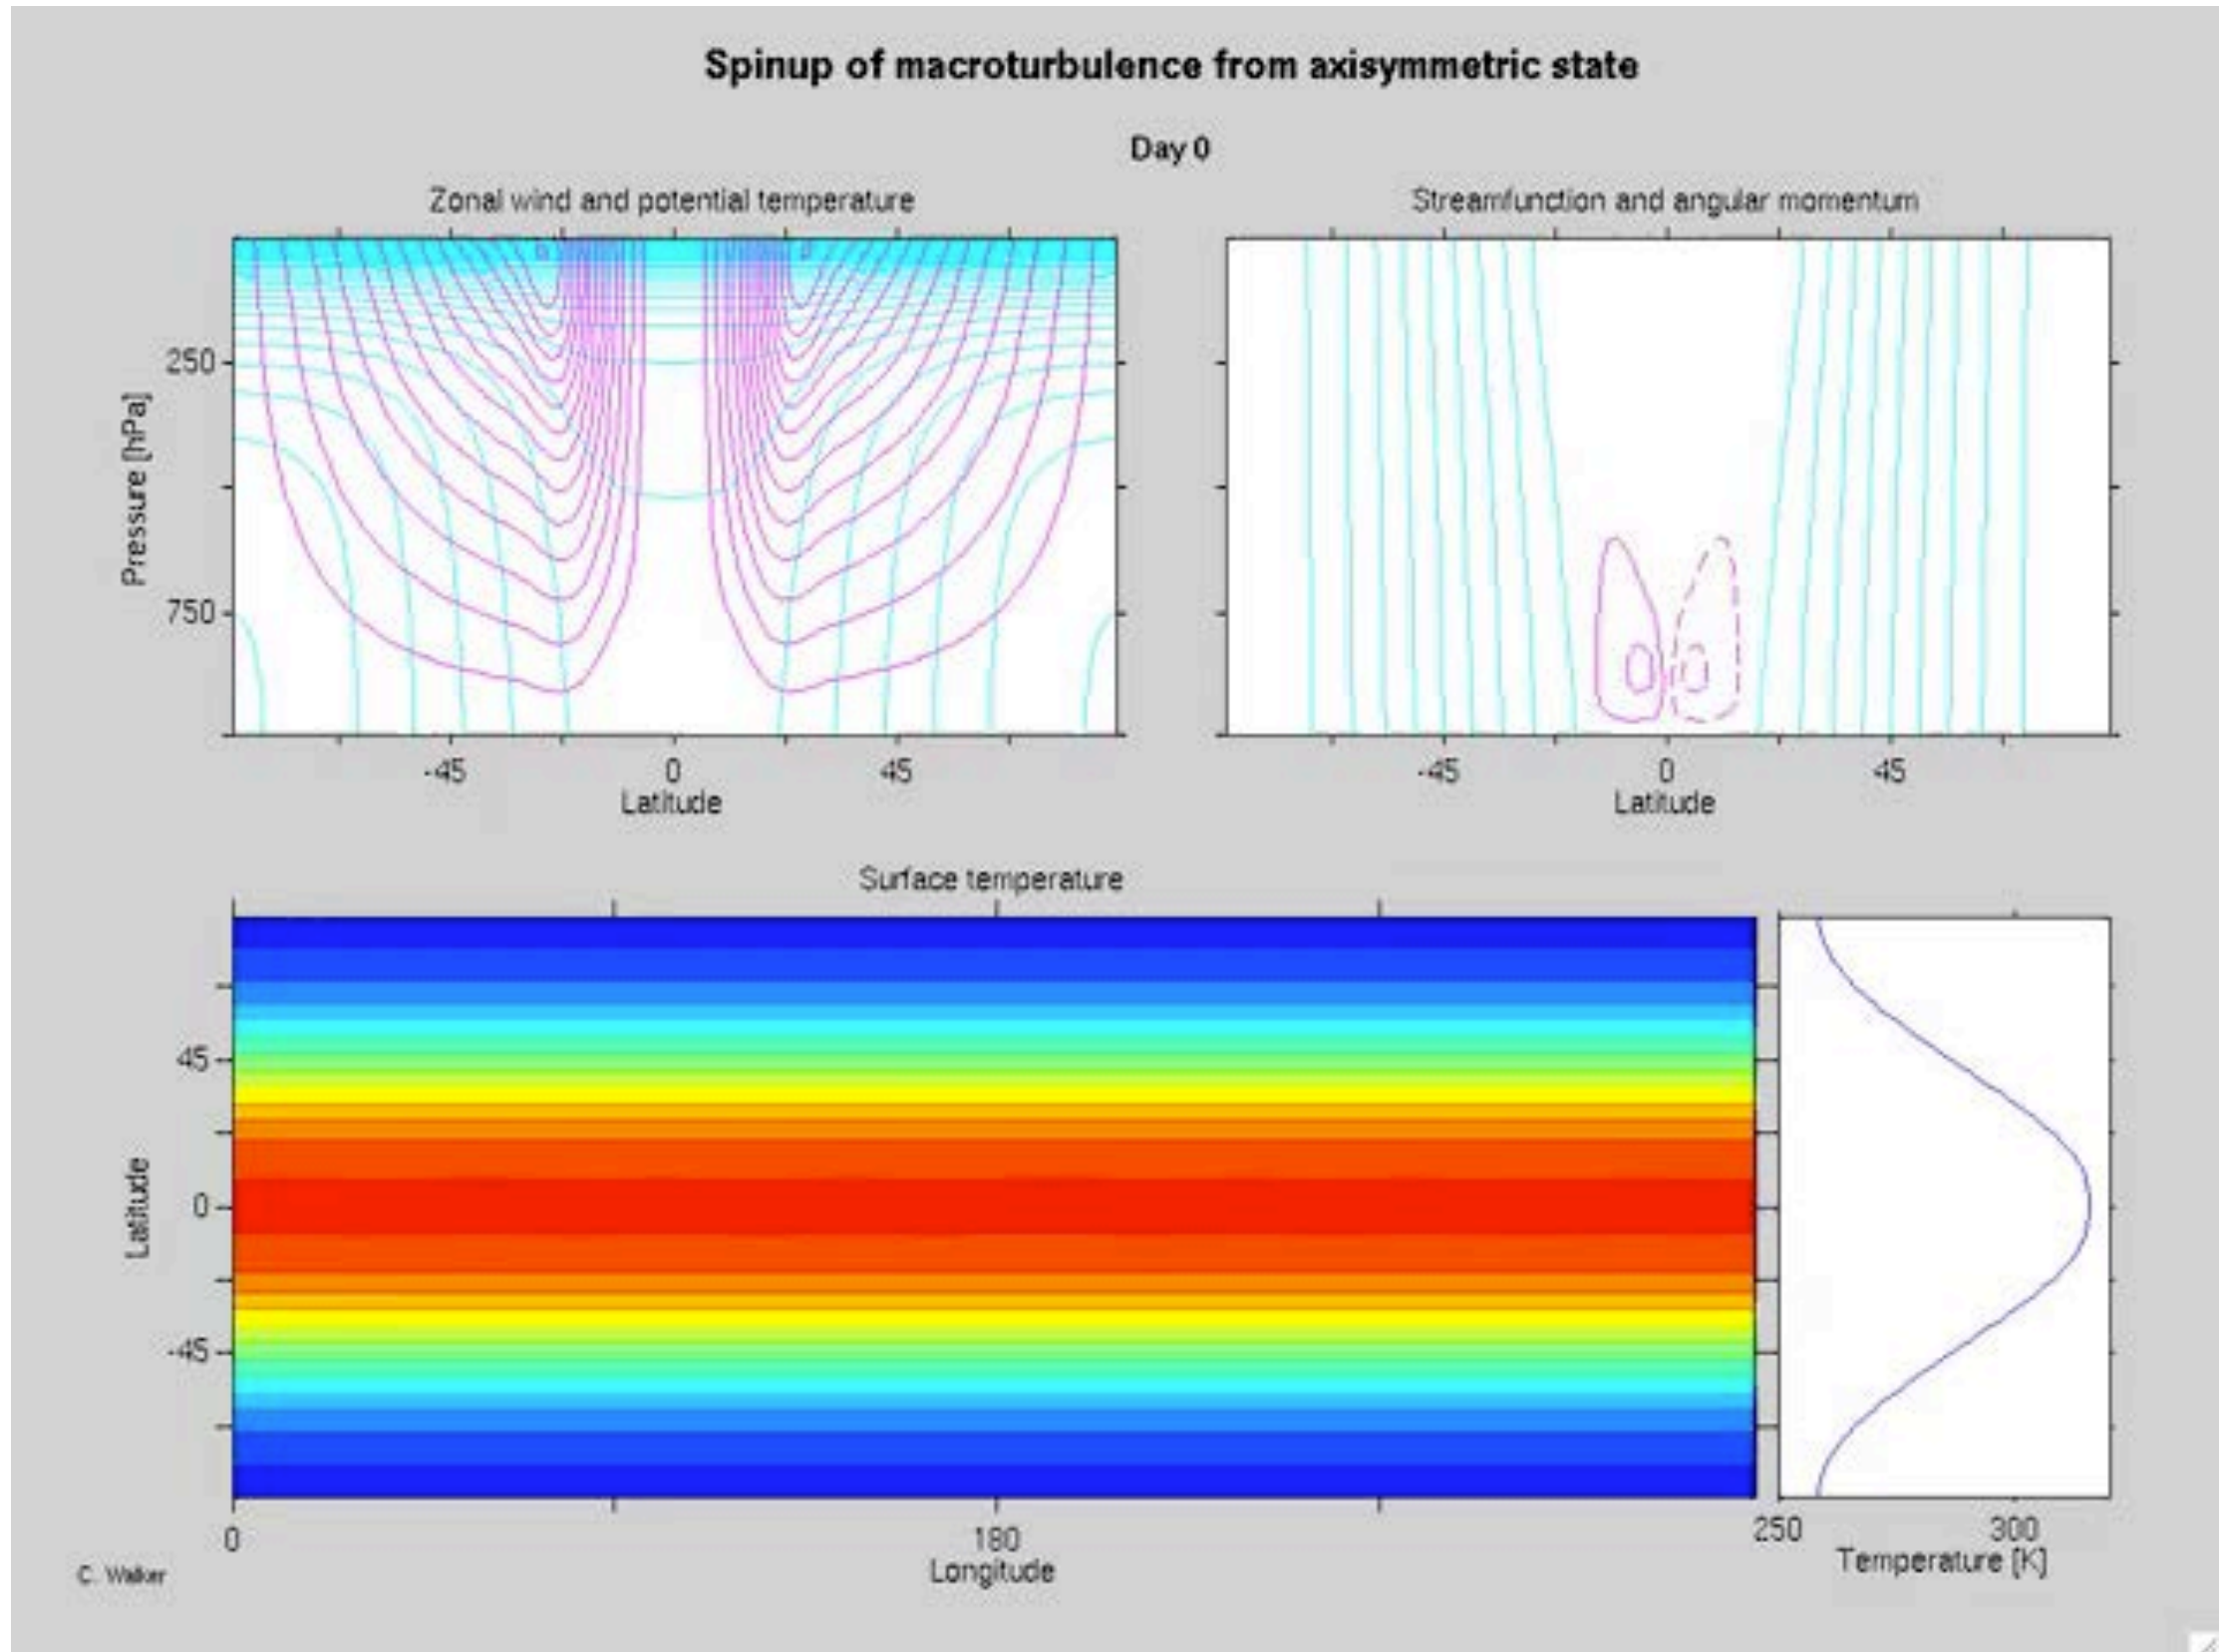 Spinup of macroturbulence from axisymmetric state
Day 0
Zonal wind and potential temperature
Streamfunction and angular momentum
250
750
Pressure [hPa]
-45 0 45
Latitude
-45 0 45
Latitude
Surface temperature
45
0
-45
Latitude
0 180
Longitude
250 300
Temperature [K]
C. Walker